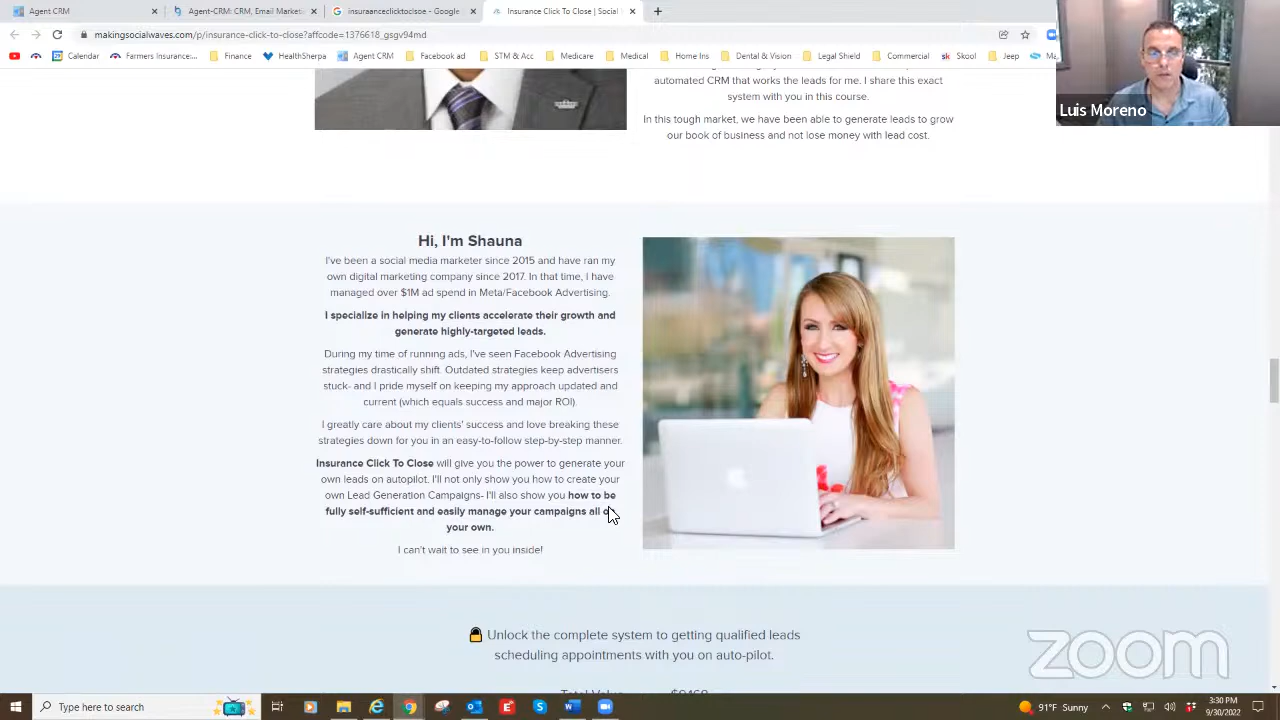 Agent CRM
Agent-CRM: CRM, Email Marketi
insuraanceclicktocloe - Google
Insurance Click To Close | Social
makingsocialwaves.com/p/insurance-click-to-close?affcode=1376618_gsgv94md
Calendar
Farmers Insurance:...
Finance
HealthSherpa
Agent CRM
Facebook ad
STM & Acc
Medicare
Medical
Home Ins
Dental & Vision
Legal Shield
Commercial
Skool
Jeep
Ma
Luis Moreno
automated CRM that works the leads for me. I share this exact
system with you in this course.
In this tough market, we have been able to generate leads to grow
our book of business and not lose money with lead cost.
Hi, I'm Shauna
I've been a social media marketer since 2015 and have ran my
own digital marketing company since 2017. In that time, I have
managed over $1M ad spend in Meta/Facebook Advertising.
I specialize in helping my clients accelerate their growth and
generate highly-targeted leads.
During my time of running ads, I've seen Facebook Advertising
strategies drastically shift. Outdated strategies keep advertisers
stuck- and I pride myself on keeping my approach updated and
current (which equals success and major ROI).
I greatly care about my clients' success and love breaking these
strategies down for you in an easy-to-follow step-by-step manner.
Insurance Click To Close will give you the power to generate your
own leads on autopilot. I'll not only show you how to create your
own Lead Generation Campaigns- I'll also show you how to be
fully self-sufficient and easily manage your campaigns all o
your own.
I can't wait to see in you inside!
Unlock the complete system to getting qualified leads
scheduling appointments with you on auto-pilot.
zoom
Type here to search
91°F Sunny
3:30 PM
9/30/2022